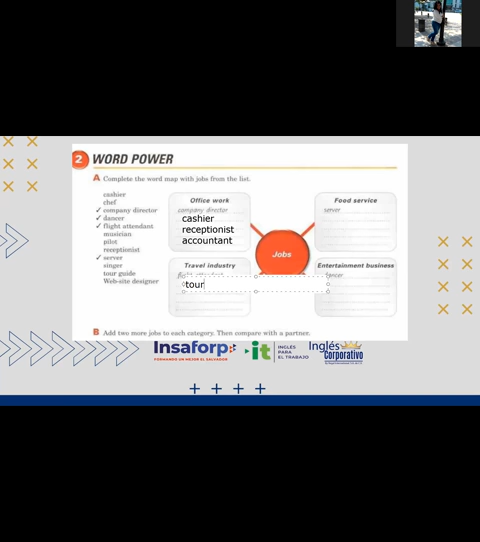 2 WORD POWER
A Complete the word map with jobs from the list.
cashier
chef
✓ company director
✓ dancer
✓ flight attendant
musician
pilot
receptionist
✓ server
singer
tour guide
Web-site designer
Office work
company director
cashier
receptionist
accountant
Food service
server
Jobs
Travel industry
flight attendant
tour
Entertainment business
dancer
B Add two more jobs to each category. Then compare with a partner.
Insaforp
FORMANDO UN MEJOR EL SALVADOR
it
INGLÉS
PARA
EL TRABAJO
Inglés
Corporativo